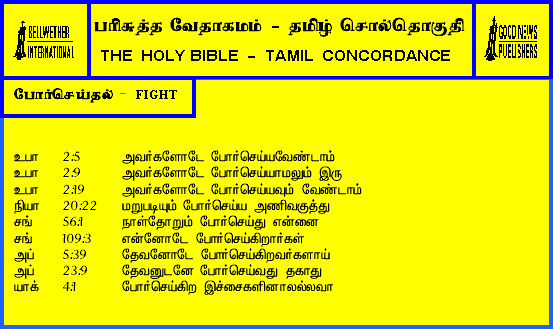 BELLWETHER
INTERNATIONAL
பரிசுத்த வேதாகமம் - தமிழ் சொல்தொகுதி
THE HOLY BIBLE - TAMIL CONCORDANCE
GOOD NEWS
PUBLISHERS
போர்செய்தல் - FIGHT
உபா 2:5 அவர்களோடே போர்செய்யவேண்டாம்
உபா 2:9 அவர்களோடே போர்செய்யாமலும் இரு
உபா 2:19 அவர்களோடே போர்செய்யவும் வேண்டாம்
நியா 20:22 மறுபடியும் போர்செய்ய அணிவகுத்து
சங் 56:1 நாள்தோறும் போர்செய்து என்னை
சங் 109:3 என்னோடே போர்செய்கிறார்கள்
அப் 5:39 தேவனோடே போர்செய்கிறவர்களாய்
அப் 23:9 தேவனுடனே போர்செய்வது தகாது
யாக் 4:1 போர்செய்கிற இச்சைகளினாலல்லவா